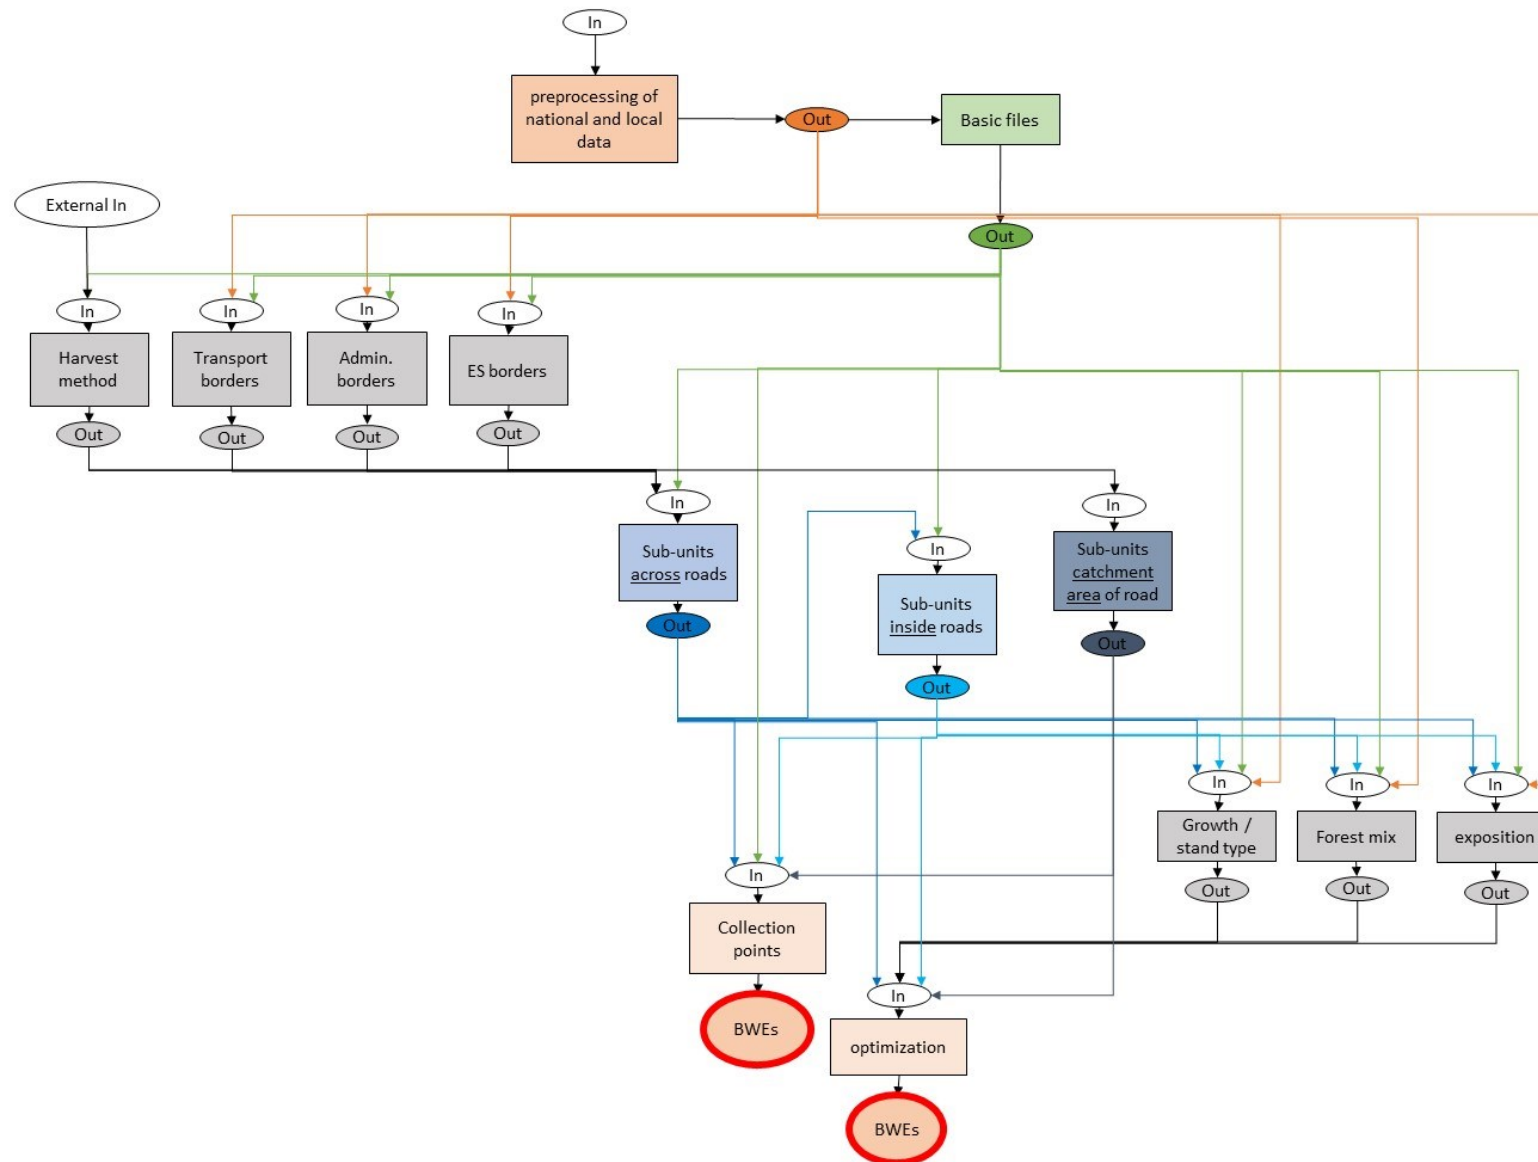 In
preprocessing of
national and local
data
Out
Basic files
External In
Out
In
In
In
In
Harvest
method
Transport
borders
Admin.
borders
ES borders
Out
Out
Out
Out
In
In
Sub-units
across roads
In
Sub-units
catchment
area of road
Sub-units
inside roads
Out
Out
Out
In
In
In
Growth /
stand type
Forest mix
exposition
In
Out
Out
Out
Collection
points
In
BWEs
optimization
BWEs